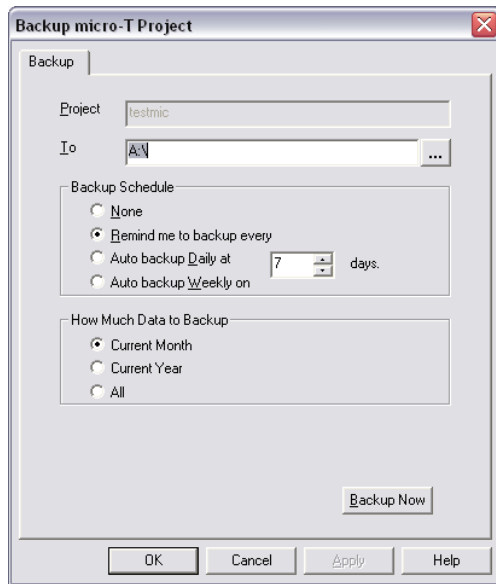 Backup micro-T Project
Backup
Project testmic
To A:\ ...
Backup Schedule
None
Remind me to backup every
Auto backup Daily at 7 days.
Auto backup Weekly on
How Much Data to Backup
Current Month
Current Year
All
Backup Now
OK Cancel Apply Help